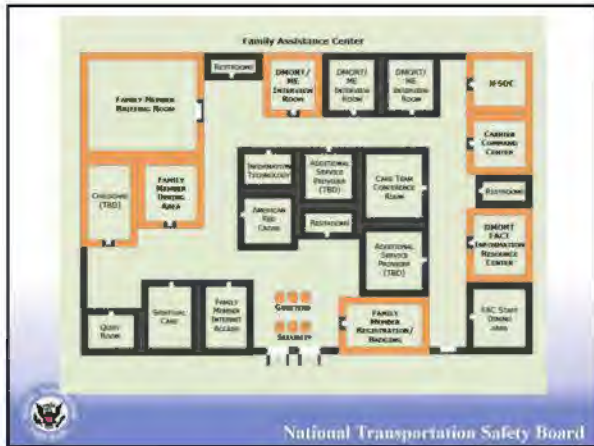 Family Assistance Center
RESTROOMS
DMORT/
ME
INTERVIEW
ROOM
DMORT/
ME
INTERVIEW
ROOM
DMORT/
ME
INTERVIEW
ROOM
JFSOC
FAMILY MEMBER
BRIEFING ROOM
CARRIER
COMMAND
CENTER
INFORMATION
TECHNOLOGY
ADDITIONAL
SERVICE
PROVIDER
(TBD)
CARE TEAM
CONFERENCE
ROOM
RESTROOMS
CHILDCARE
(TBD)
FAMILY
MEMBER
DINING
AREA
AMERICAN
RED
CROSS
RESTROOMS
DMORT
FACT
INFORMATION
RESOURCE
CENTER
ADDITIONAL
SERVICE
PROVIDER
(TBD)
QUIET
ROOM
SPIRITUAL
CARE
FAMILY
MEMBER
INTERNET
ACCESS
GREETERS
SECURITY
FAMILY
MEMBER
REGISTRATION/
BADGING
FAC STAFF
DINING
AREA
National Transportation Safety Board